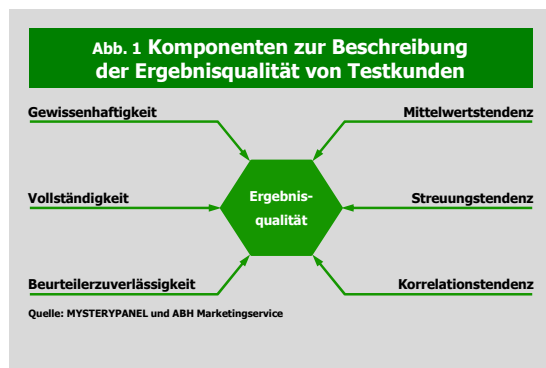 Abb. 1 Komponenten zur Beschreibung
der Ergebnisqualität von Testkunden
Gewissenhaftigkeit
Mittelwertstendenz
Vollständigkeit
Ergebnis-
qualität
Streuungstendenz
Beurteilerzuverlässigkeit
Korrelationstendenz
Quelle: MYSTERYPANEL und ABH Marketingservice